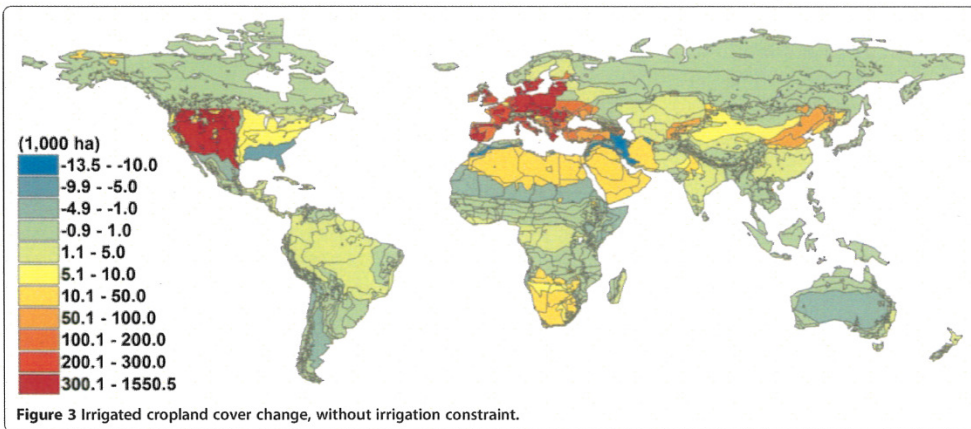 (1,000 ha)
-13.5 - -10.0
-9.9 - -5.0
-4.9 - -1.0
-0.9 - 1.0
1.1 - 5.0
5.1 - 10.0
10.1 - 50.0
50.1 - 100.0
100.1 - 200.0
200.1 - 300.0
300.1 - 1550.5
Figure 3 Irrigated cropland cover change, without irrigation constraint.